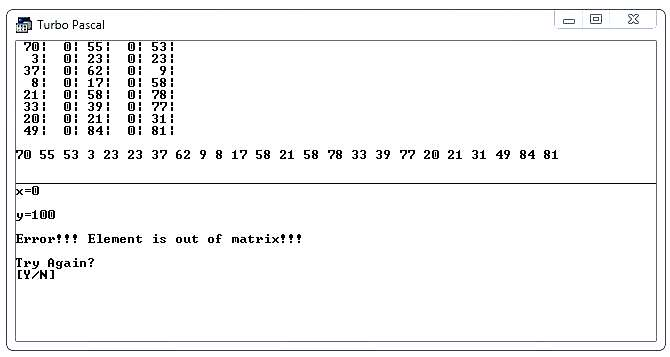 Turbo Pascal
70¦ 0¦ 55¦ 0¦ 53¦
3¦ 0¦ 23¦ 0¦ 23¦
37¦ 0¦ 62¦ 0¦ 9¦
8¦ 0¦ 17¦ 0¦ 58¦
21¦ 0¦ 58¦ 0¦ 78¦
33¦ 0¦ 39¦ 0¦ 77¦
20¦ 0¦ 21¦ 0¦ 31¦
49¦ 0¦ 84¦ 0¦ 81¦
70 55 53 3 23 23 37 62 9 8 17 58 21 58 78 33 39 77 20 21 31 49 84 81
x=0
y=100
Error!!! Element is out of matrix!!!
Try Again?
[Y/N]